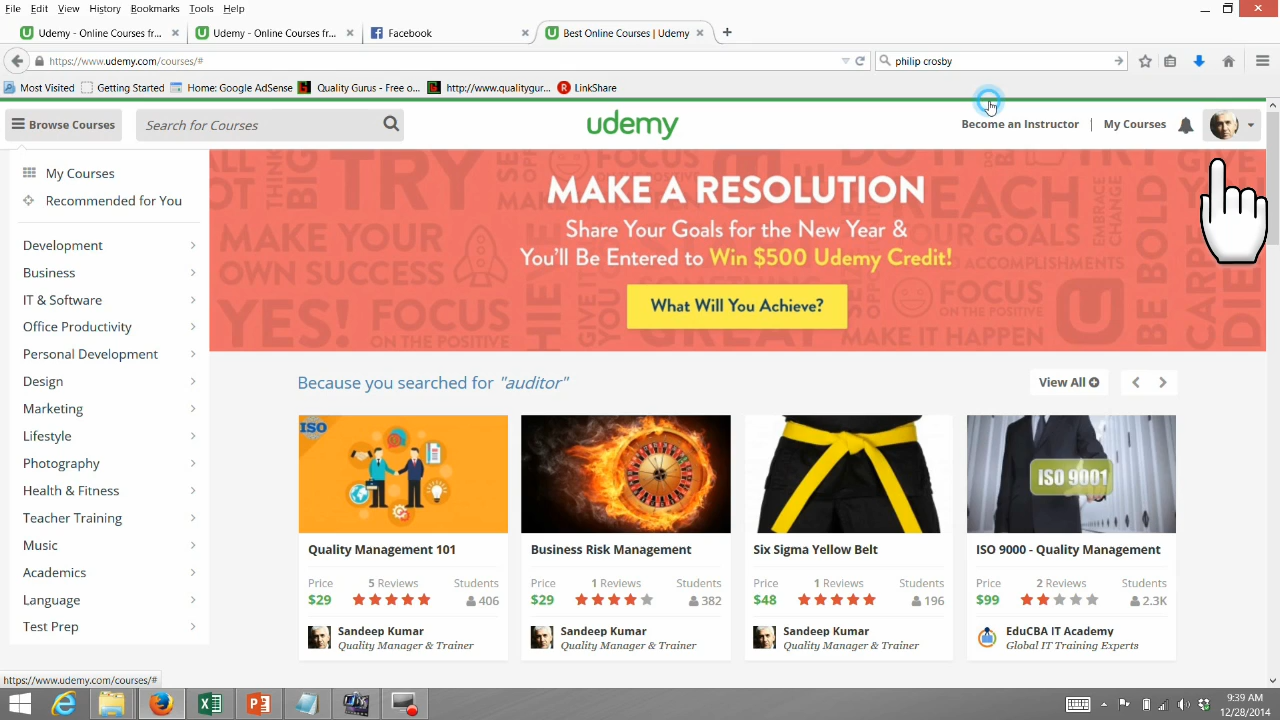 File Edit View History Bookmarks Tools Help
Udemy - Online Courses fr... × Udemy - Online Courses fr... × Facebook × Best Online Courses | Udemy × +
https://www.udemy.com/courses/# philip crosby
Most Visited Getting Started Home: Google AdSense Quality Gurus - Free o... http://www.qualitygur... LinkShare
Browse Courses Search for Courses udemy Become an Instructor | My Courses
My Courses
Recommended for You
Development
Business
IT & Software
Office Productivity
Personal Development
Design
Marketing
Lifestyle
Photography
Health & Fitness
Teacher Training
Music
Academics
Language
Test Prep
MAKE A RESOLUTION
Share Your Goals for the New Year &
You'll Be Entered to Win $500 Udemy Credit!
What Will You Achieve?
Because you searched for "auditor" View All
ISO
ISO 9001
Quality Management 101 Business Risk Management Six Sigma Yellow Belt ISO 9000 - Quality Management
Price 5 Reviews Students Price 1 Reviews Students Price 1 Reviews Students Price 2 Reviews Students
$29 406 $29 382 $48 196 $99 2.3K
Sandeep Kumar Sandeep Kumar Sandeep Kumar EduCBA IT Academy
Quality Manager & Trainer Quality Manager & Trainer Quality Manager & Trainer Global IT Training Experts
https://www.udemy.com/courses/#
9:39 AM
12/28/2014